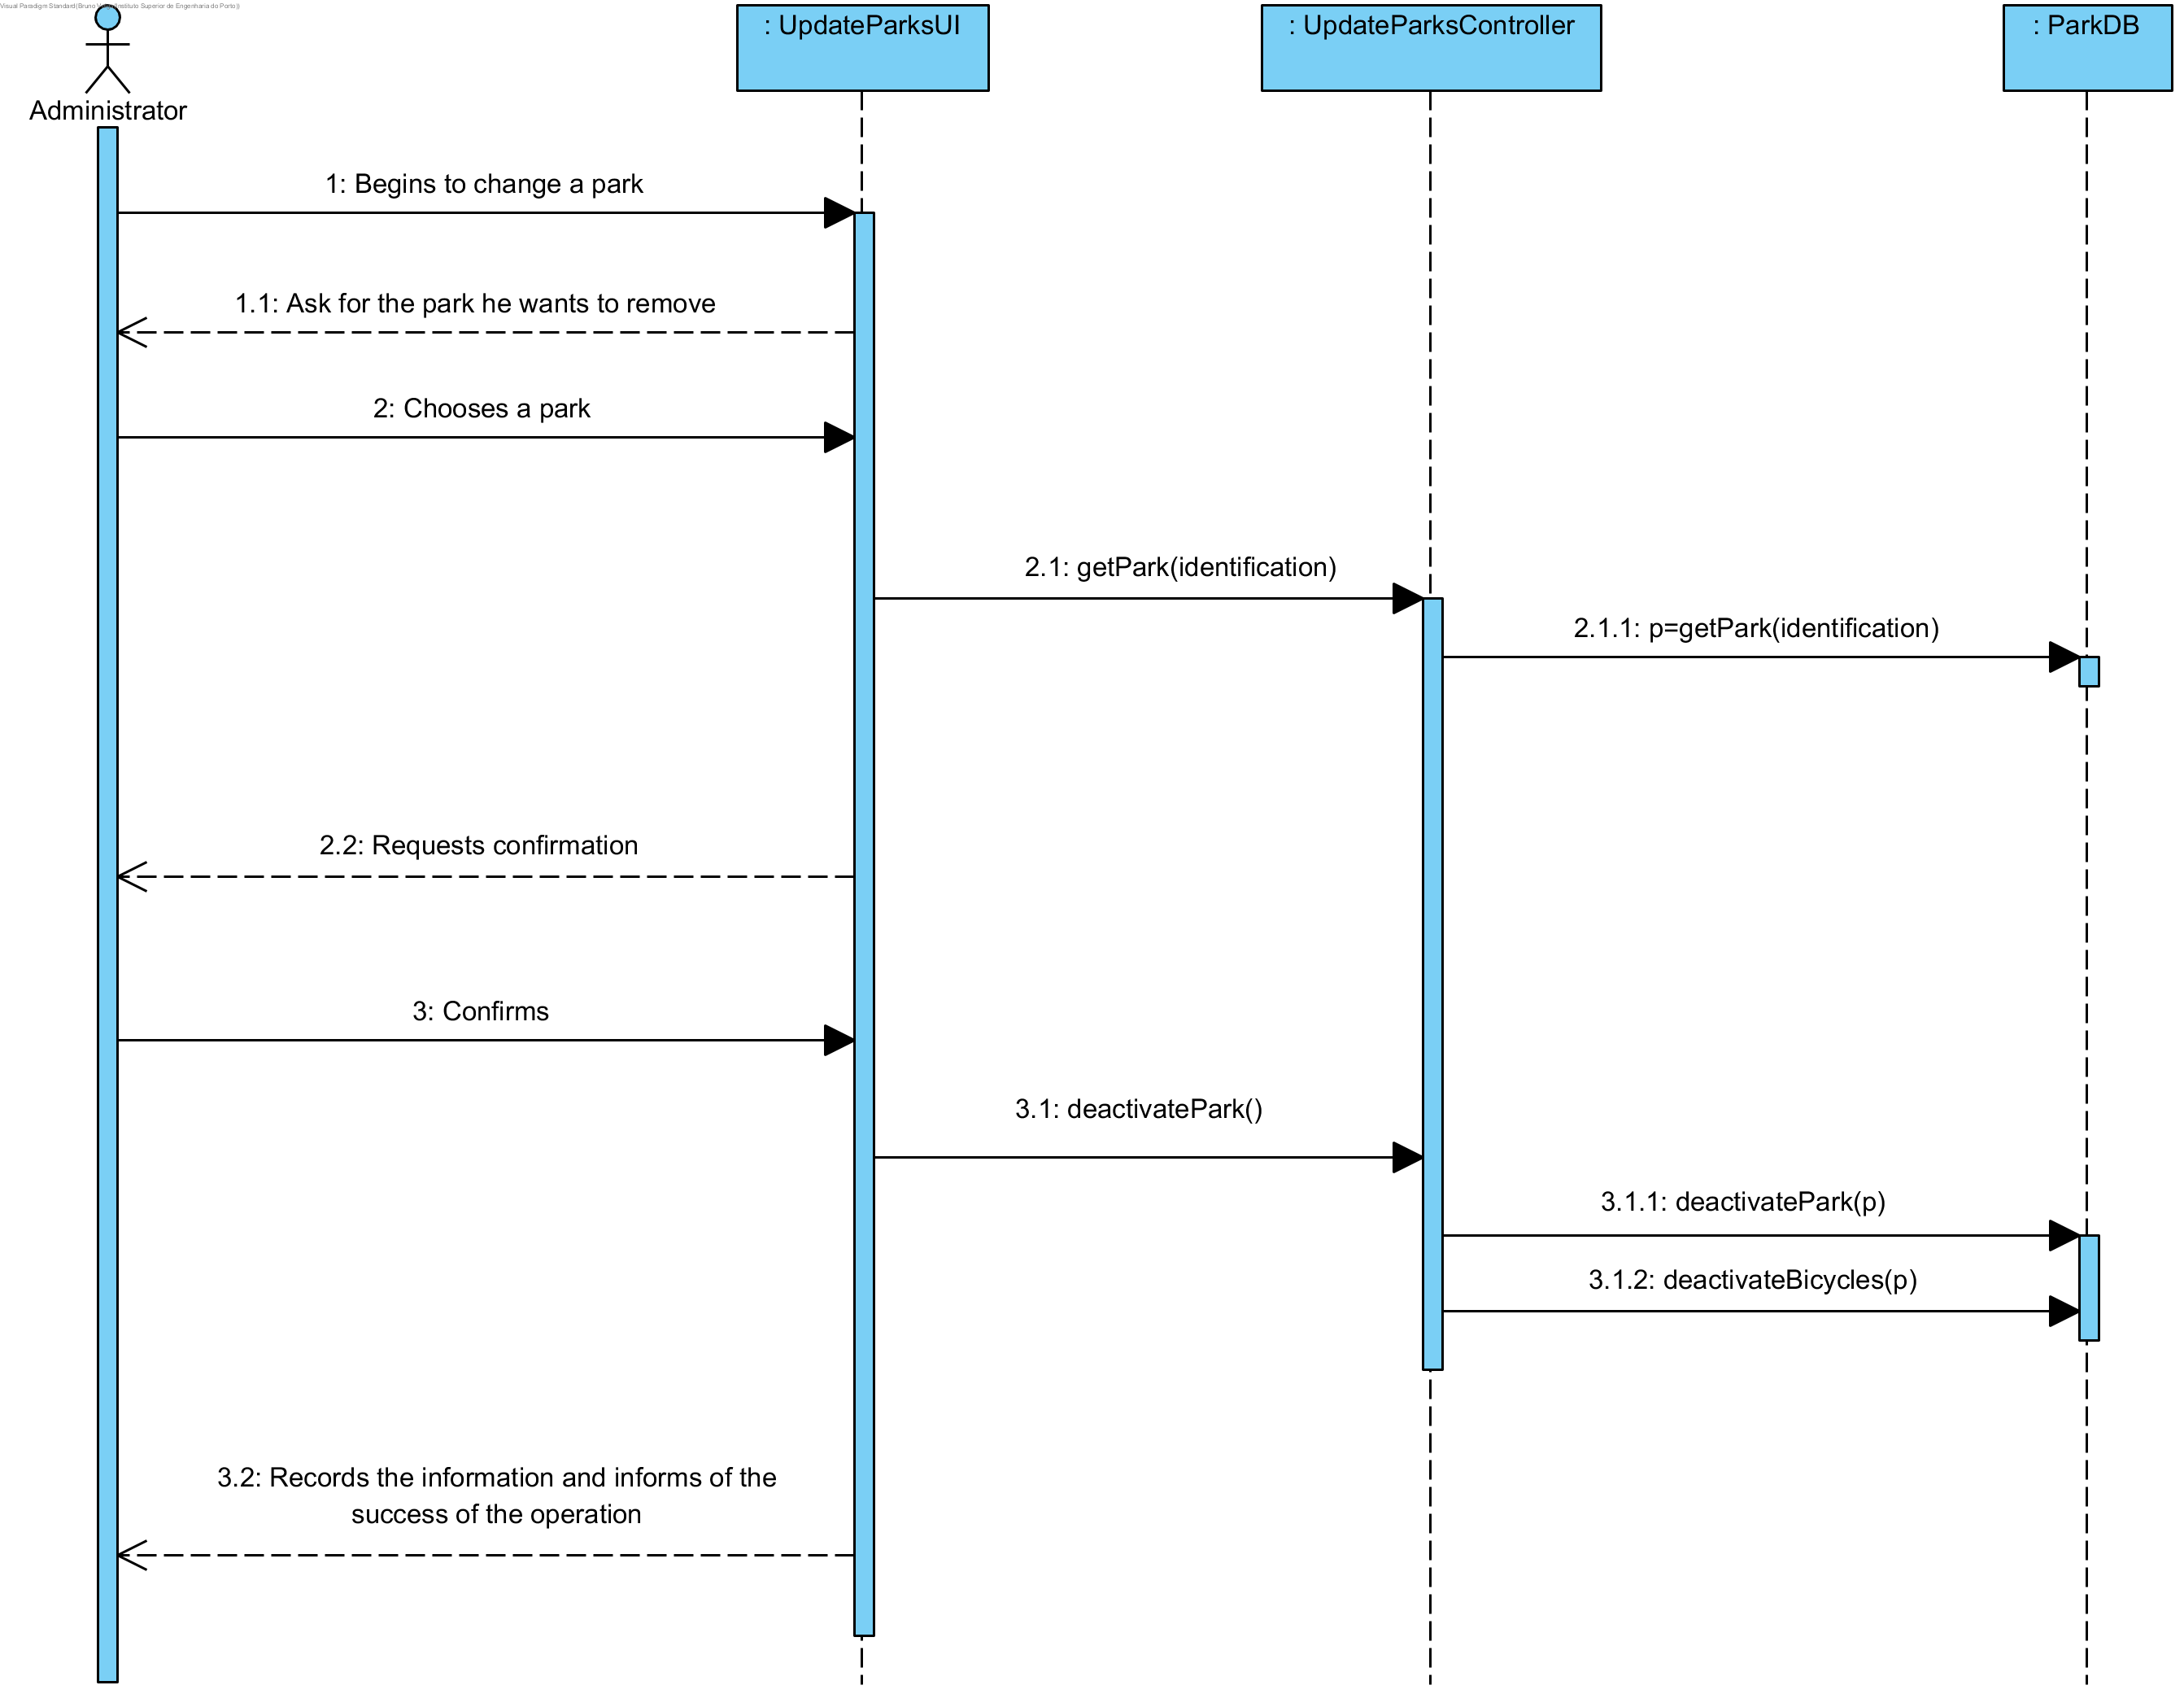 Visual Paradigm Standard(Bruno
(Instituto Superior de Engenharia do Porto))
: UpdateParksUI
: UpdateParksController
: ParkDB
Administrator
1: Begins to change a park
1.1: Ask for the park he wants to remove
2: Chooses a park
2.1: getPark(identification)
2.1.1: p=getPark(identification)
2.2: Requests confirmation
3: Confirms
3.1: deactivatePark()
3.1.1: deactivatePark(p)
3.1.2: deactivateBicycles(p)
3.2: Records the information and informs of the
success of the operation